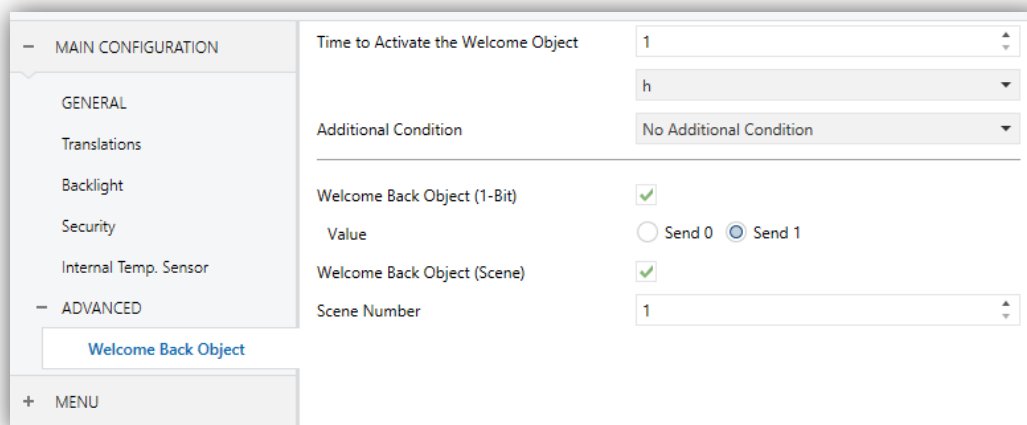 MAIN CONFIGURATION
GENERAL
Translations
Backlight
Security
Internal Temp. Sensor
ADVANCED
Welcome Back Object
MENU
Time to Activate the Welcome Object 1
h
Additional Condition No Additional Condition
Welcome Back Object (1-Bit)
Value Send 0 Send 1
Welcome Back Object (Scene)
Scene Number 1